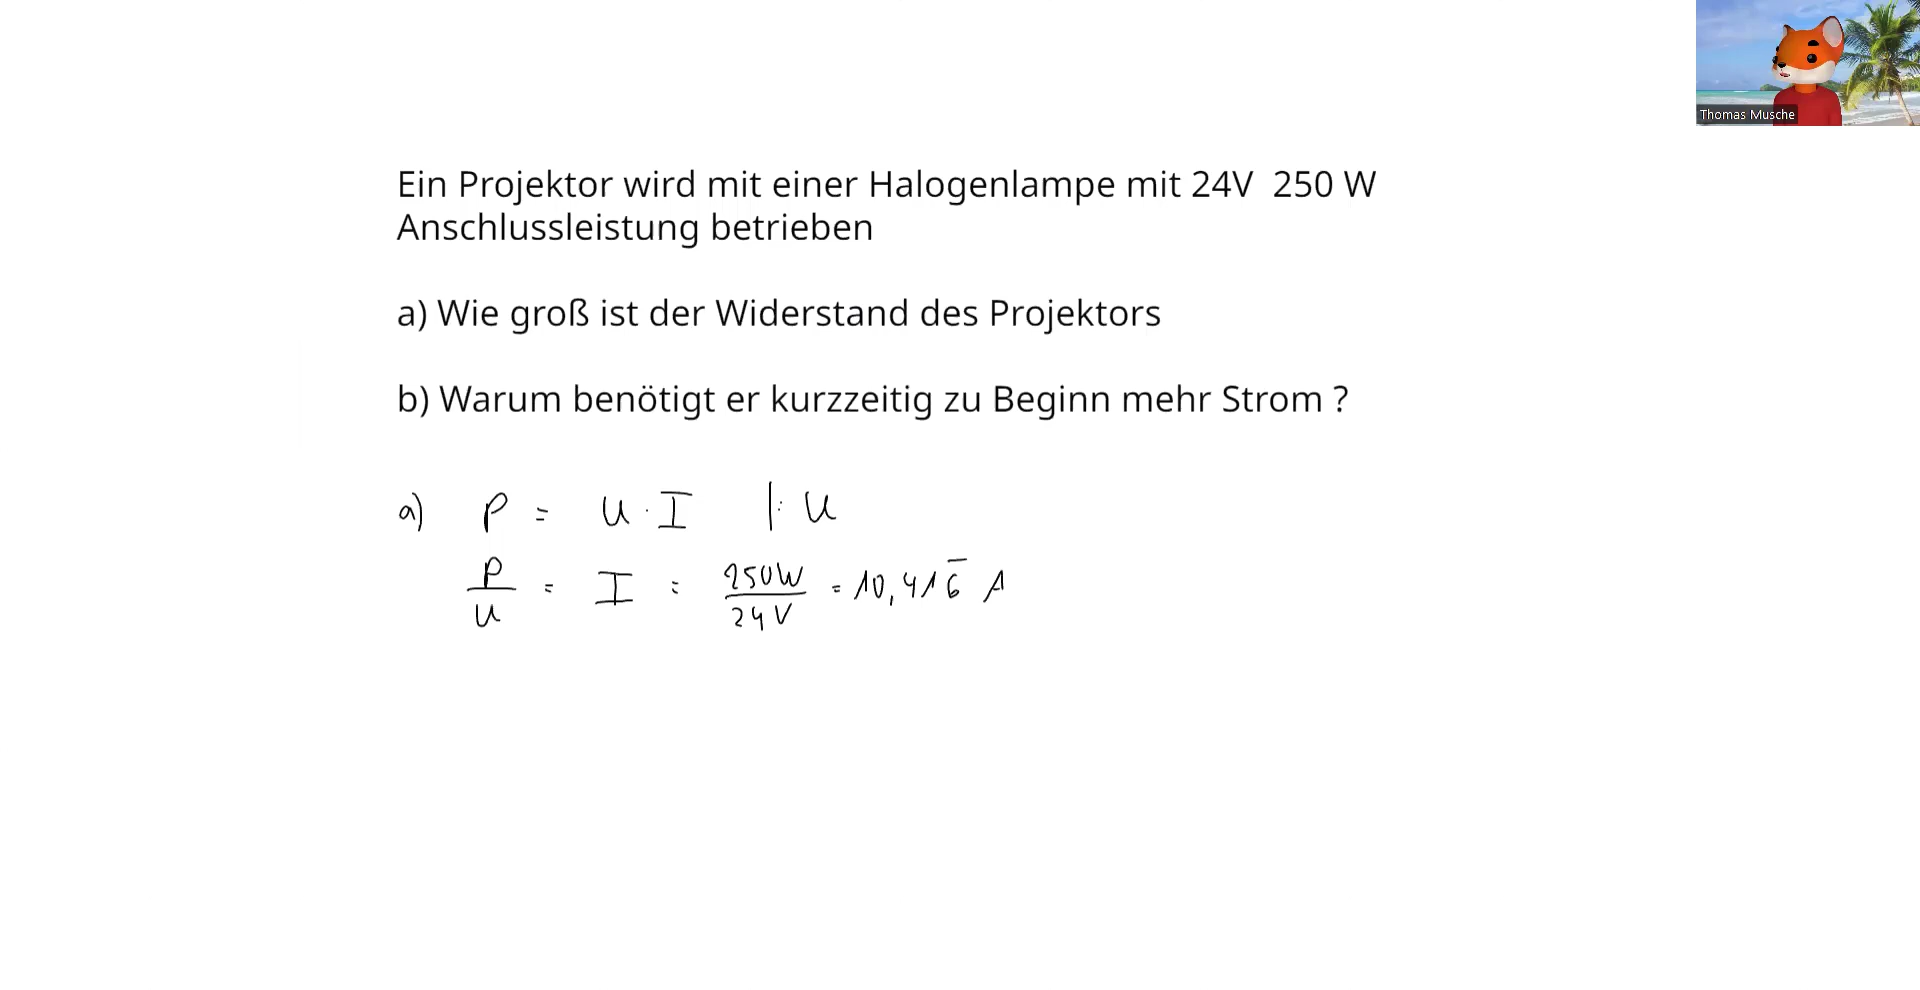 Thomas Musche
Ein Projektor wird mit einer Halogenlampe mit 24V  250 W
Anschlussleistung betrieben
a) Wie groß ist der Widerstand des Projektors
b) Warum benötigt er kurzzeitig zu Beginn mehr Strom ?
a) P = U · I |: U
P/U = I = 250W/24V = 10,416̅ A